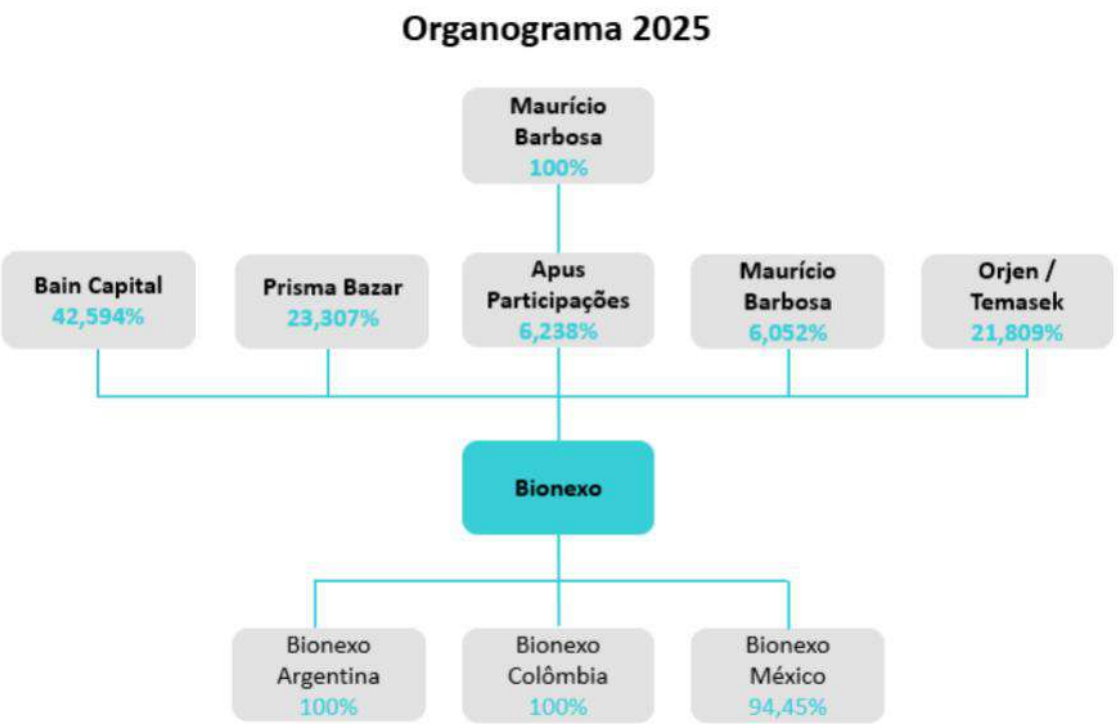 Organograma 2025
Maurício
Barbosa
100%
Bain Capital
42,594%
Prisma Bazar
23,307%
Apus
Participações
6,238%
Maurício
Barbosa
6,052%
Orjen /
Temasek
21,809%
Bionexo
Bionexo
Argentina
100%
Bionexo
Colômbia
100%
Bionexo
México
94,45%